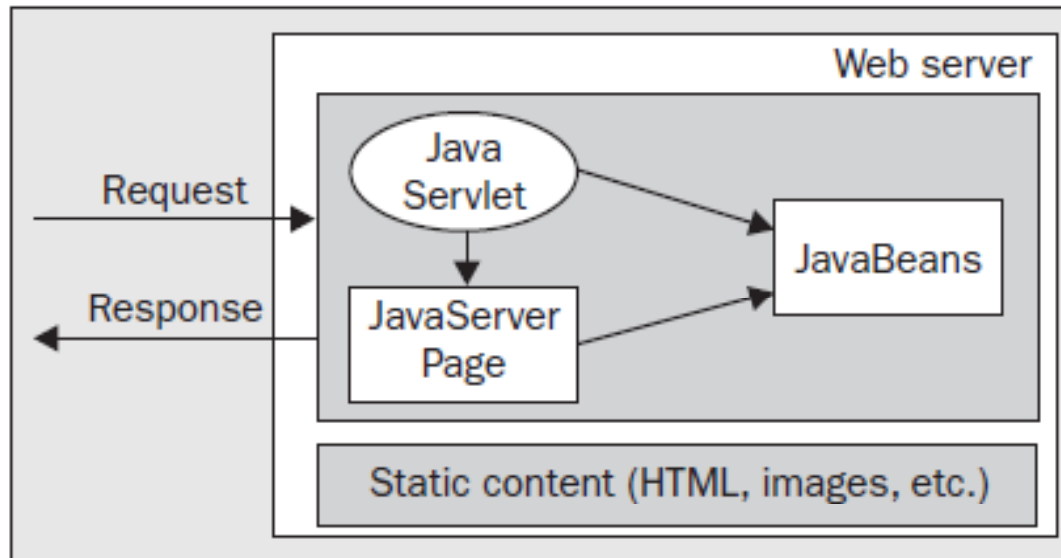 Web server
Java
Servlet
Request
JavaBeans
Response
JavaServer
Page
Static content (HTML, images, etc.)